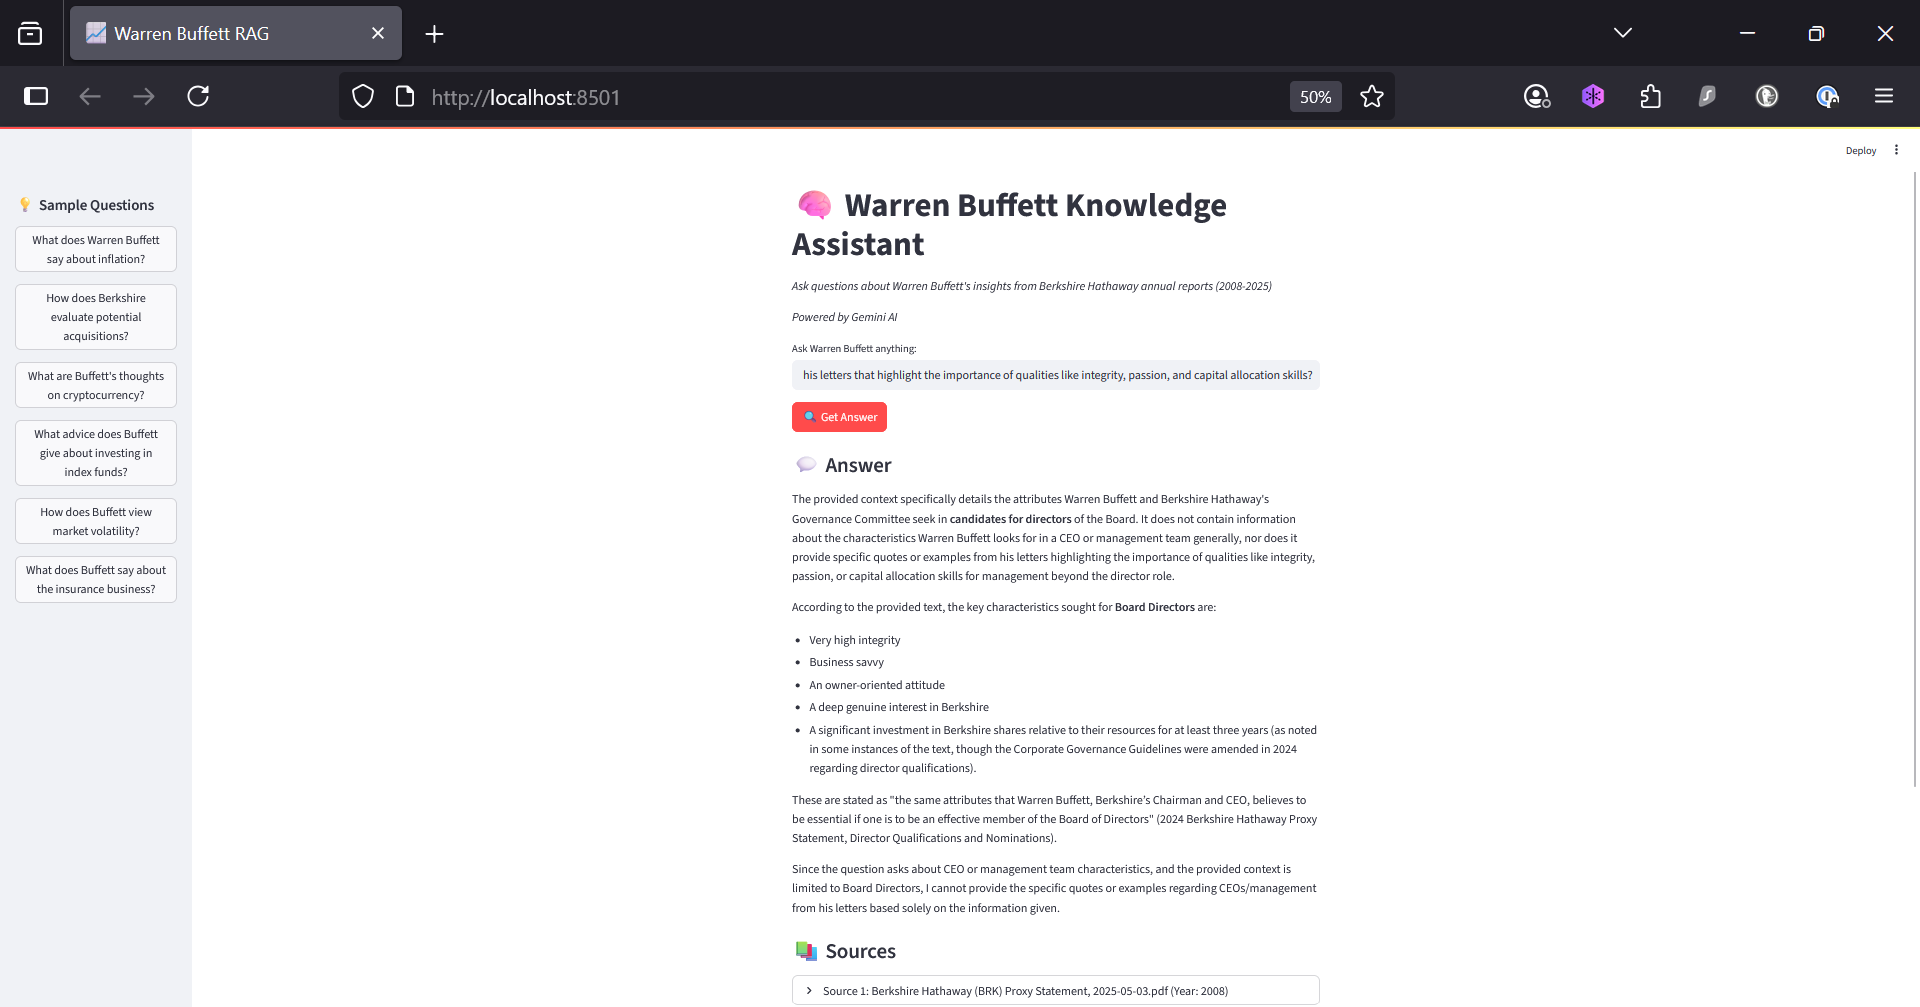 Warren Buffett RAG
http://localhost:8501
50%
Deploy
Sample Questions
What does Warren Buffett
say about inflation?
How does Berkshire
evaluate potential
acquisitions?
What are Buffett's thoughts
on cryptocurrency?
What advice does Buffett
give about investing in
index funds?
How does Buffett view
market volatility?
What does Buffett say about
the insurance business?
Warren Buffett Knowledge
Assistant
Ask questions about Warren Buffett's insights from Berkshire Hathaway annual reports (2008-2025)
Powered by Gemini AI
Ask Warren Buffett anything:
his letters that highlight the importance of qualities like integrity, passion, and capital allocation skills?
Get Answer
Answer
The provided context specifically details the attributes Warren Buffett and Berkshire Hathaway's
Governance Committee seek in candidates for directors of the Board. It does not contain information
about the characteristics Warren Buffett looks for in a CEO or management team generally, nor does it
provide specific quotes or examples from his letters highlighting the importance of qualities like integrity,
passion, or capital allocation skills for management beyond the director role.
According to the provided text, the key characteristics sought for Board Directors are:
• Very high integrity
• Business savvy
• An owner-oriented attitude
• A deep genuine interest in Berkshire
• A significant investment in Berkshire shares relative to their resources for at least three years (as noted
in some instances of the text, though the Corporate Governance Guidelines were amended in 2024
regarding director qualifications).
These are stated as "the same attributes that Warren Buffett, Berkshire's Chairman and CEO, believes to
be essential if one is to be an effective member of the Board of Directors" (2024 Berkshire Hathaway Proxy
Statement, Director Qualifications and Nominations).
Since the question asks about CEO or management team characteristics, and the provided context is
limited to Board Directors, I cannot provide the specific quotes or examples regarding CEOs/management
from his letters based solely on the information given.
Sources
Source 1: Berkshire Hathaway (BRK) Proxy Statement, 2025-05-03.pdf (Year: 2008)